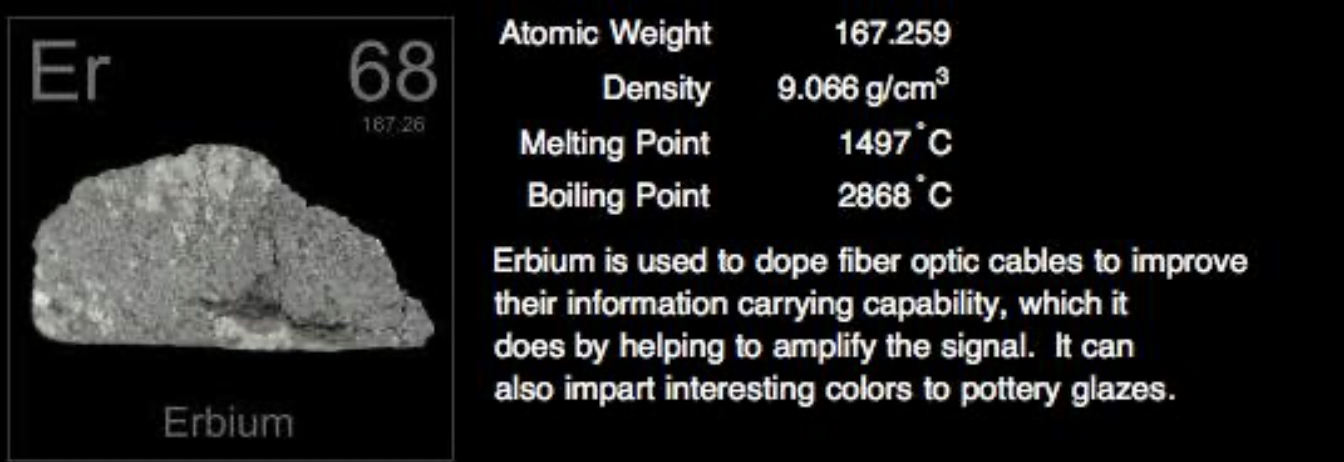 Er 68
167.26
Erbium
Atomic Weight 167.259
Density 9.066 g/cm³
Melting Point 1497 °C
Boiling Point 2868 °C
Erbium is used to dope fiber optic cables to improve
their information carrying capability, which it
does by helping to amplify the signal. It can
also impart interesting colors to pottery glazes.